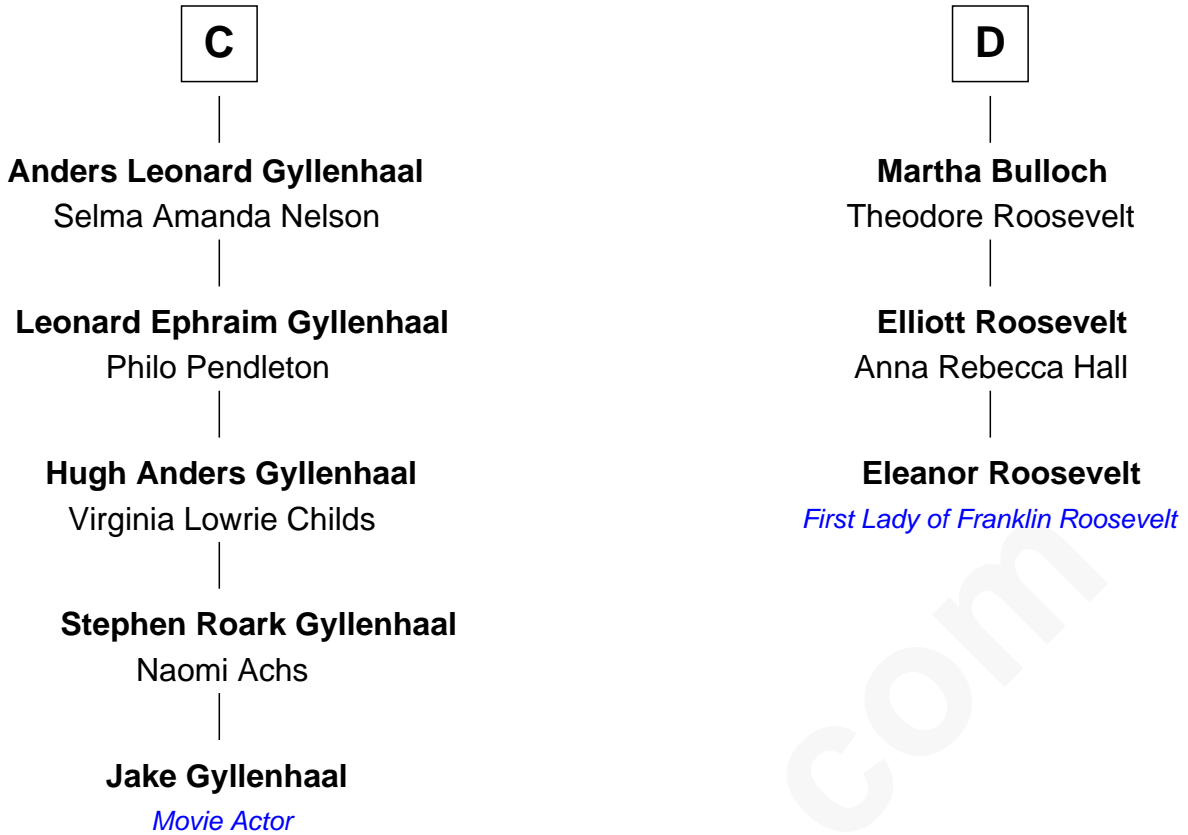 C
Anders Leonard Gyllenhaal
Selma Amanda Nelson
Leonard Ephraim Gyllenhaal
Philo Pendleton
Hugh Anders Gyllenhaal
Virginia Lowrie Childs
Stephen Roark Gyllenhaal
Naomi Achs
Jake Gyllenhaal
Movie Actor
D
Martha Bulloch
Theodore Roosevelt
Elliott Roosevelt
Anna Rebecca Hall
Eleanor Roosevelt
First Lady of Franklin Roosevelt
com